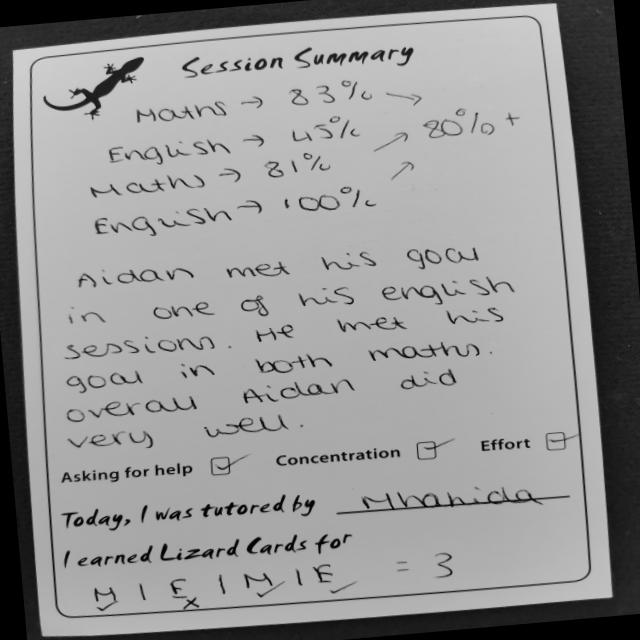 Session Summary
Maths → 83% →
English → 45% 80% +
Maths → 81% →
English → 100% →
Aidan met his goal
in one of his english
sessions. He met his
goal in both maths.
overall Aidan did
very well.
Asking for help ☑ Concentration ☑ Effort ☑
Today, I was tutored by Mhanida
I earned Lizard Cards for
M ✓ | E x | M ✓ | E ✓ = 3